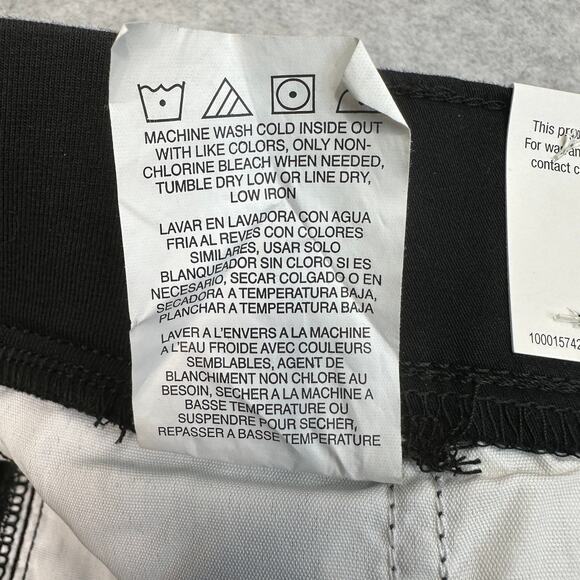 MACHINE WASH COLD INSIDE OUT
WITH LIKE COLORS, ONLY NON-
CHLORINE BLEACH WHEN NEEDED,
TUMBLE DRY LOW OR LINE DRY,
LOW IRON
LAVAR EN LAVADORA CON AGUA
FRIA AL REVES CON COLORES
SIMILARES, USAR SOLO
BLANQUEADOR SIN CLORO SI ES
NECESARIO, SECAR COLGADO O EN
SECADORA A TEMPERATURA BAJA,
PLANCHAR A TEMPERATURA BAJA
LAVER A L'ENVERS A LA MACHINE
A L'EAU FROIDE AVEC COULEURS
SEMBLABLES, AGENT DE
BLANCHIMENT NON CHLORE AU
BESOIN, SECHER A LA MACHINE A
BASSE TEMPERATURE OU
SUSPENDRE POUR SECHER,
REPASSER A BASSE TEMPERATURE
This
For
contact
100015742